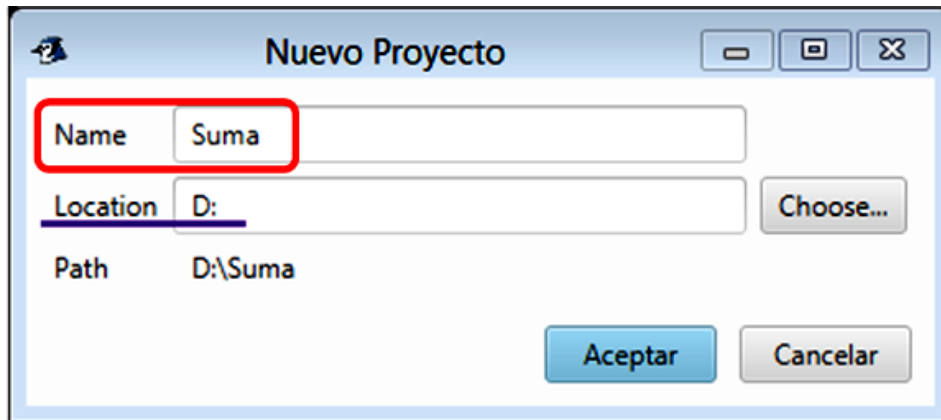 Nuevo Proyecto
Name Suma
Location D: Choose...
Path D:\Suma
Aceptar Cancelar